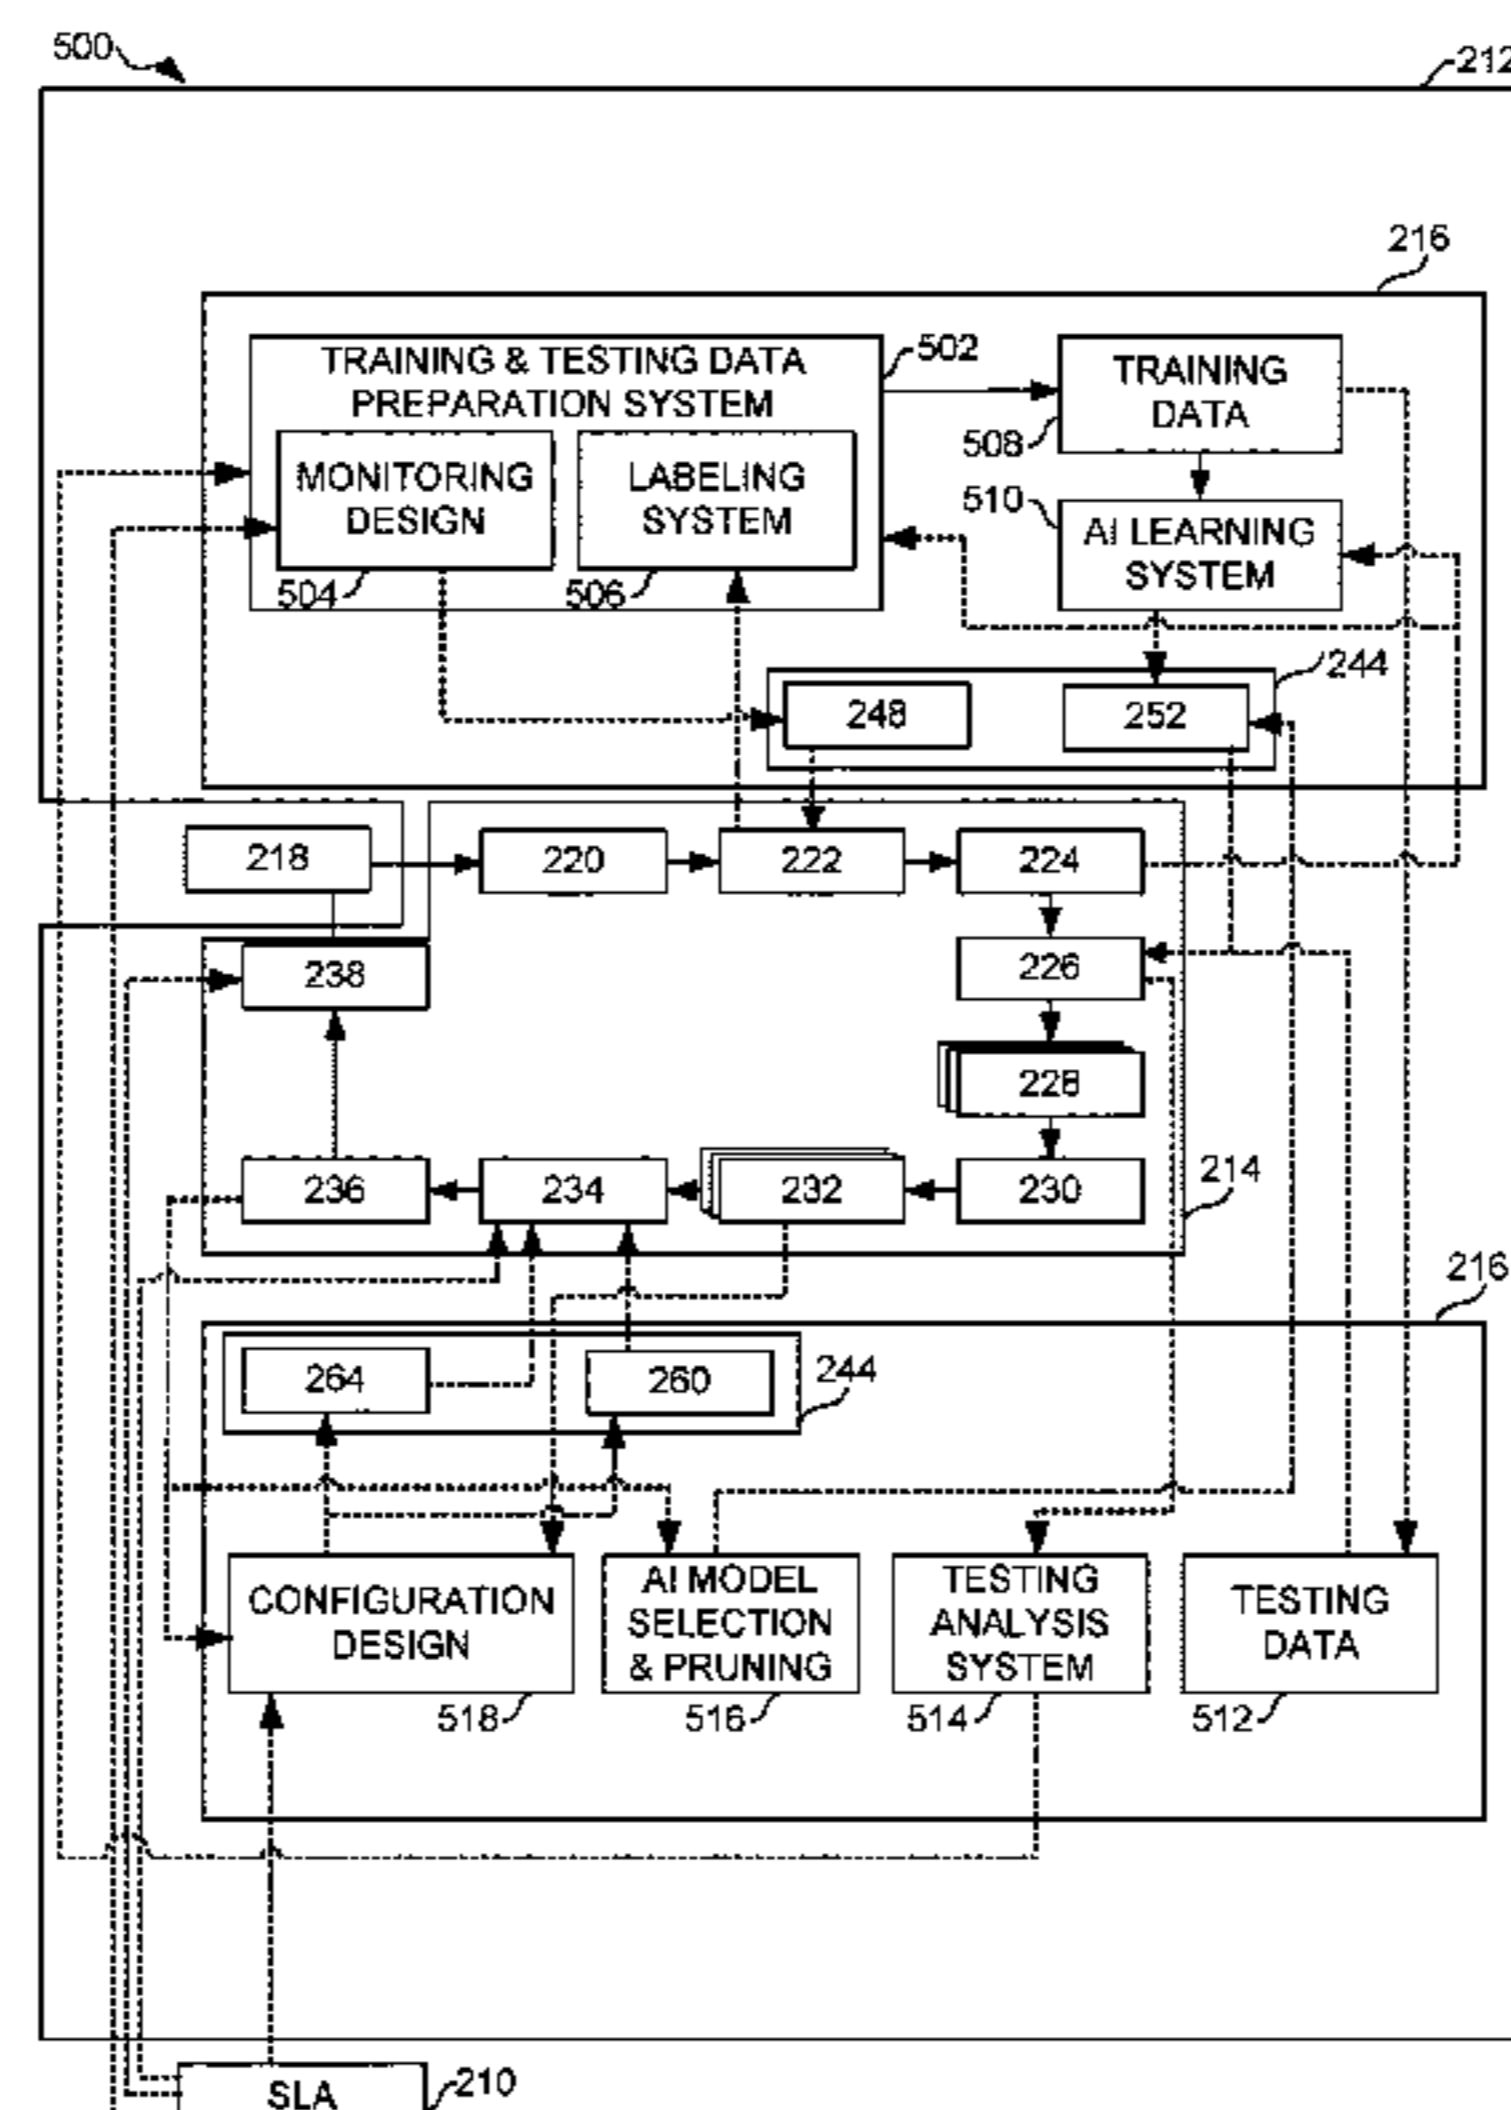 500
212
216
TRAINING & TESTING DATA
PREPARATION SYSTEM
502
TRAINING
DATA
508
MONITORING
DESIGN
LABELING
SYSTEM
510
AI LEARNING
SYSTEM
504
506
244
248
252
218
220
222
224
238
226
228
236
234
232
230
214
216
264
260
244
CONFIGURATION
DESIGN
AI MODEL
SELECTION
& PRUNING
TESTING
ANALYSIS
SYSTEM
TESTING
DATA
518
516
514
512
SLA
210